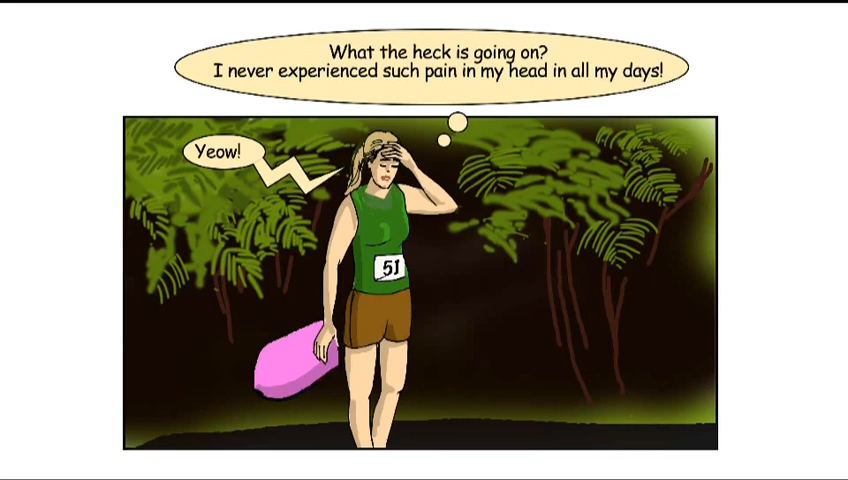 What the heck is going on?
I never experienced such pain in my head in all my days!
Yeow!
51